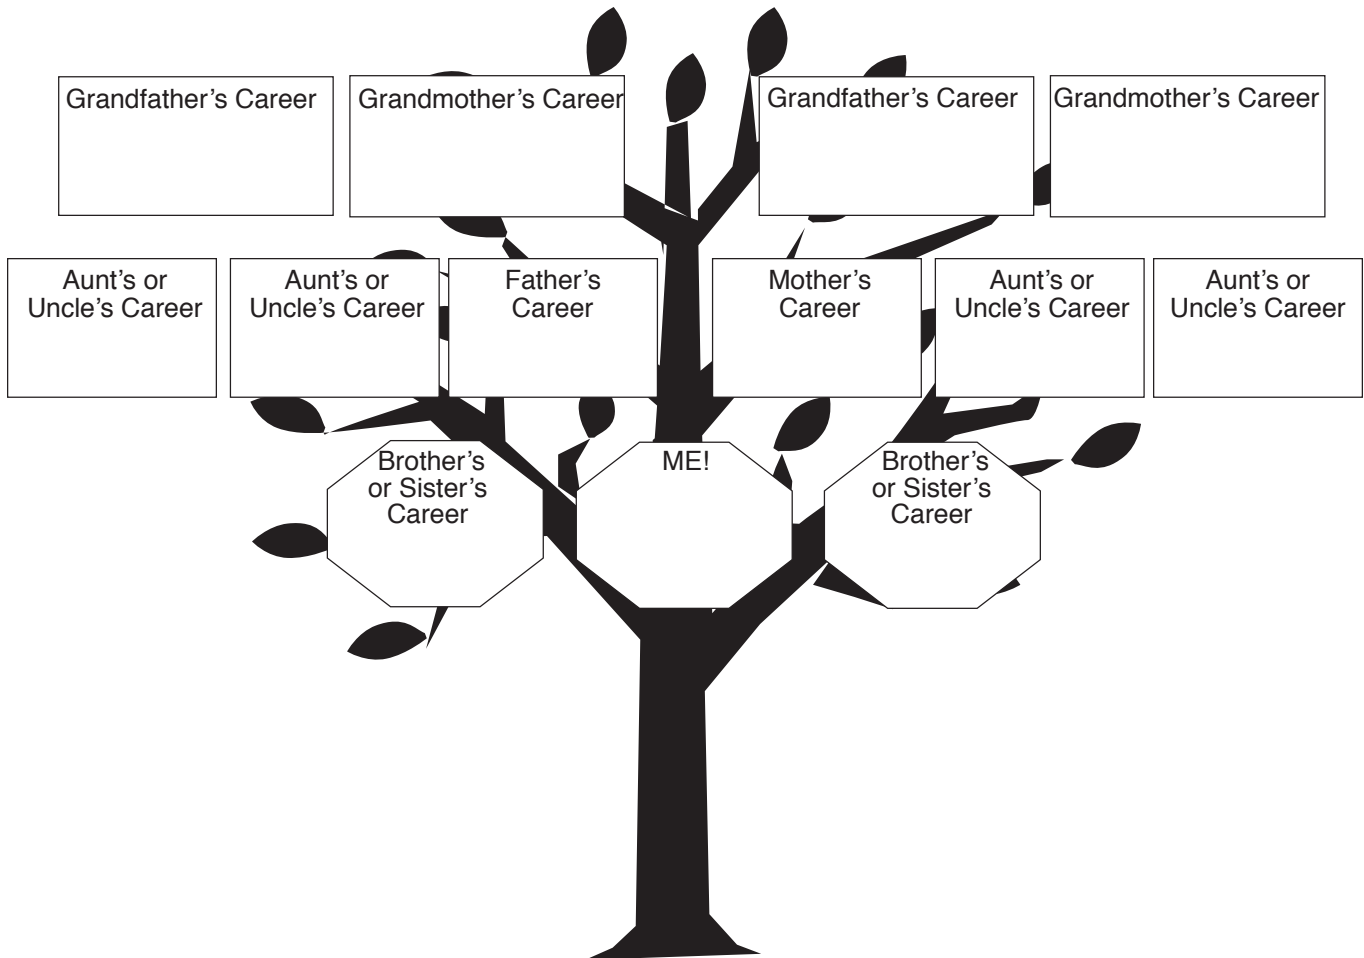 Grandfather’s Career
Grandmother’s Career
Grandfather’s Career
Grandmother’s Career
Aunt’s or
Uncle’s Career
Aunt’s or
Uncle’s Career
Father’s
Career
Mother’s
Career
Aunt’s or
Uncle’s Career
Aunt’s or
Uncle’s Career
Brother’s
or Sister’s
Career
ME!
Brother’s
or Sister’s
Career